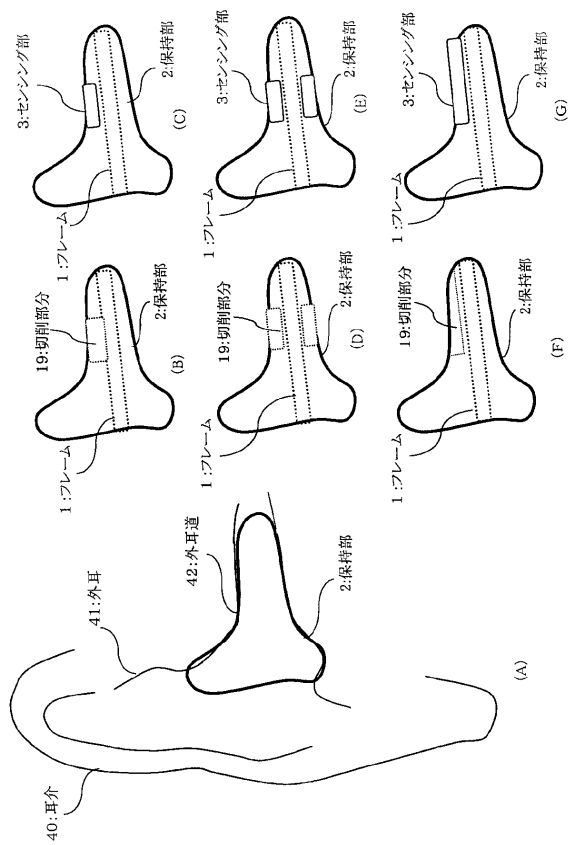 40:耳介
41:外耳
42:外耳道
2:保持部
(A)
1:フレーム
19:切削部分
2:保持部
(B)
1:フレーム
3:センシング部
2:保持部
(C)
1:フレーム
19:切削部分
2:保持部
(D)
1:フレーム
3:センシング部
2:保持部
(E)
1:フレーム
19:切削部分
2:保持部
(F)
1:フレーム
3:センシング部
2:保持部
(G)